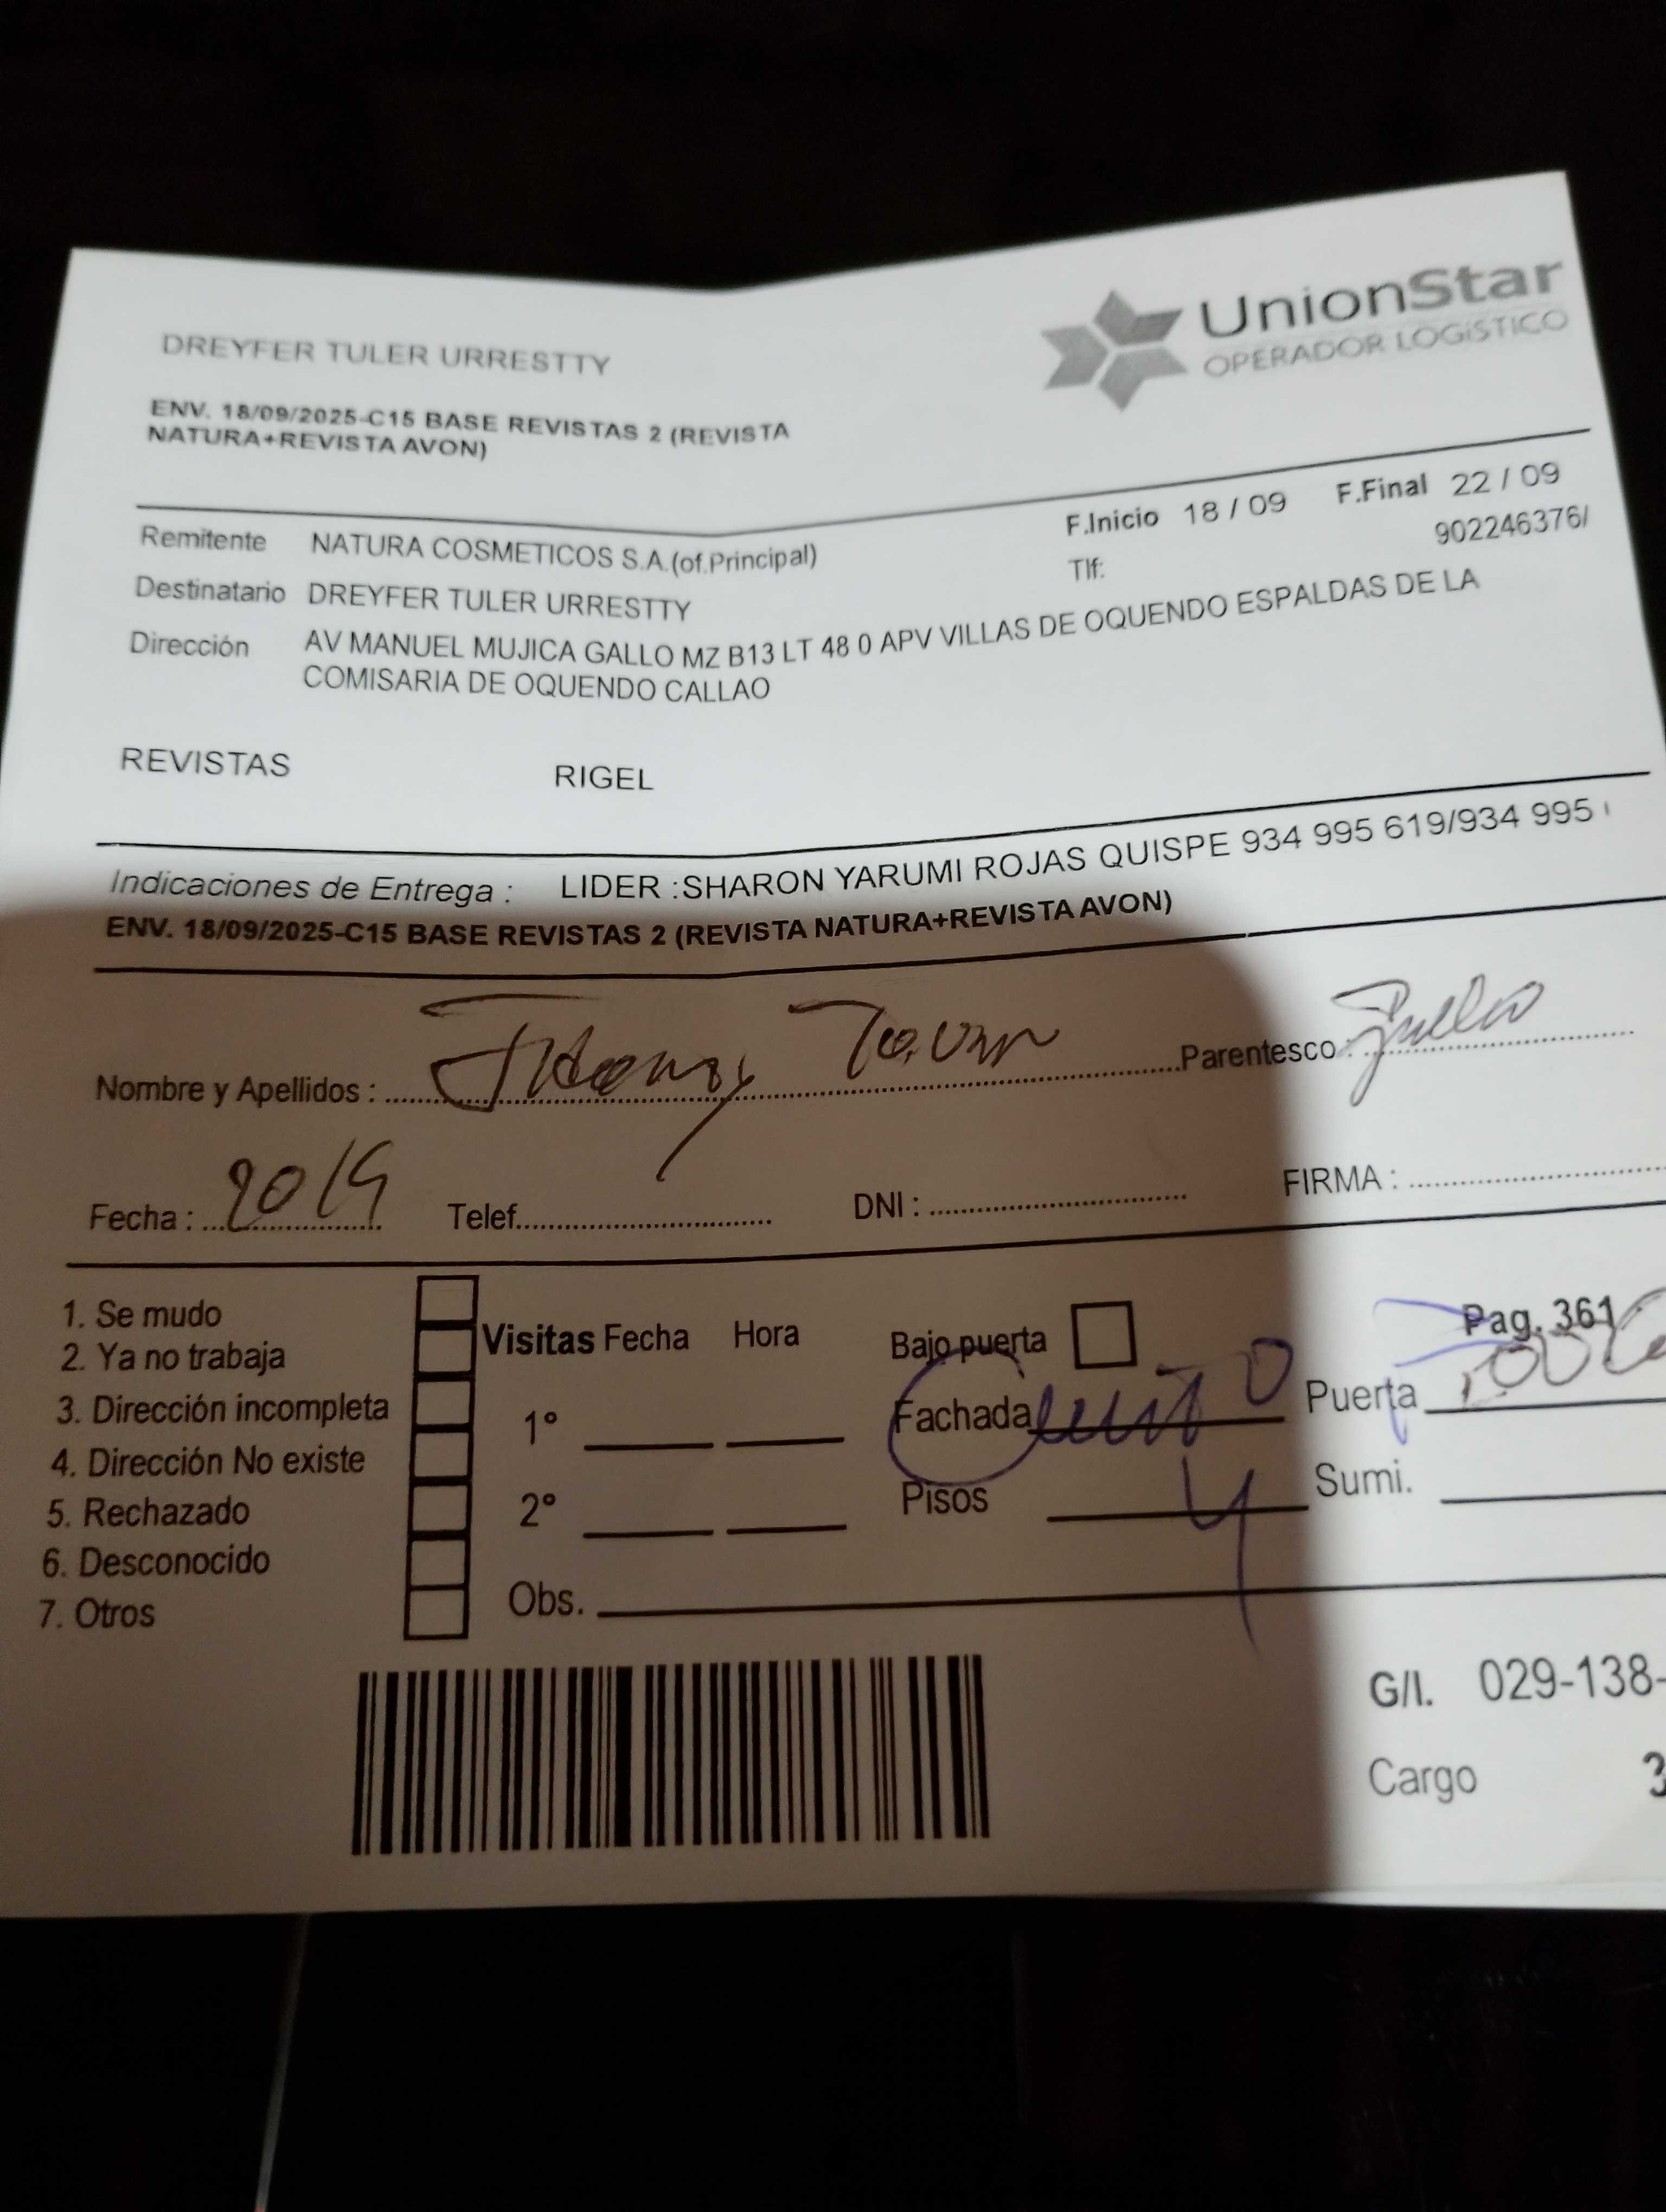 UnionStar
OPERADOR LOGÍSTICO
DREYFER TULER URRESTTY
ENV. 18/09/2025-C15 BASE REVISTAS 2 (REVISTA
NATURA+REVISTA AVON)
F.Inicio 18 / 09 F.Final 22 / 09
Remitente NATURA COSMETICOS S.A.(of.Principal)
Tlf: 902246376/
Destinatario DREYFER TULER URRESTTY
Dirección AV MANUEL MUJICA GALLO MZ B13 LT 48 0 APV VILLAS DE OQUENDO ESPALDAS DE LA
COMISARIA DE OQUENDO CALLAO
REVISTAS RIGEL
Indicaciones de Entrega : LIDER :SHARON YARUMI ROJAS QUISPE 934 995 619/934 995
ENV. 18/09/2025-C15 BASE REVISTAS 2 (REVISTA NATURA+REVISTA AVON)
Nombre y Apellidos : Parentesco :
Fecha : Telef. DNI : FIRMA :
1. Se mudo
2. Ya no trabaja
3. Dirección incompleta
4. Dirección No existe
5. Rechazado
6. Desconocido
7. Otros
Visitas Fecha Hora
1°
2°
Obs.
Bajo puerta
Pag. 361
Fachada Puerta
Pisos 4 Sumi.
G/I. 029-138-
Cargo 3